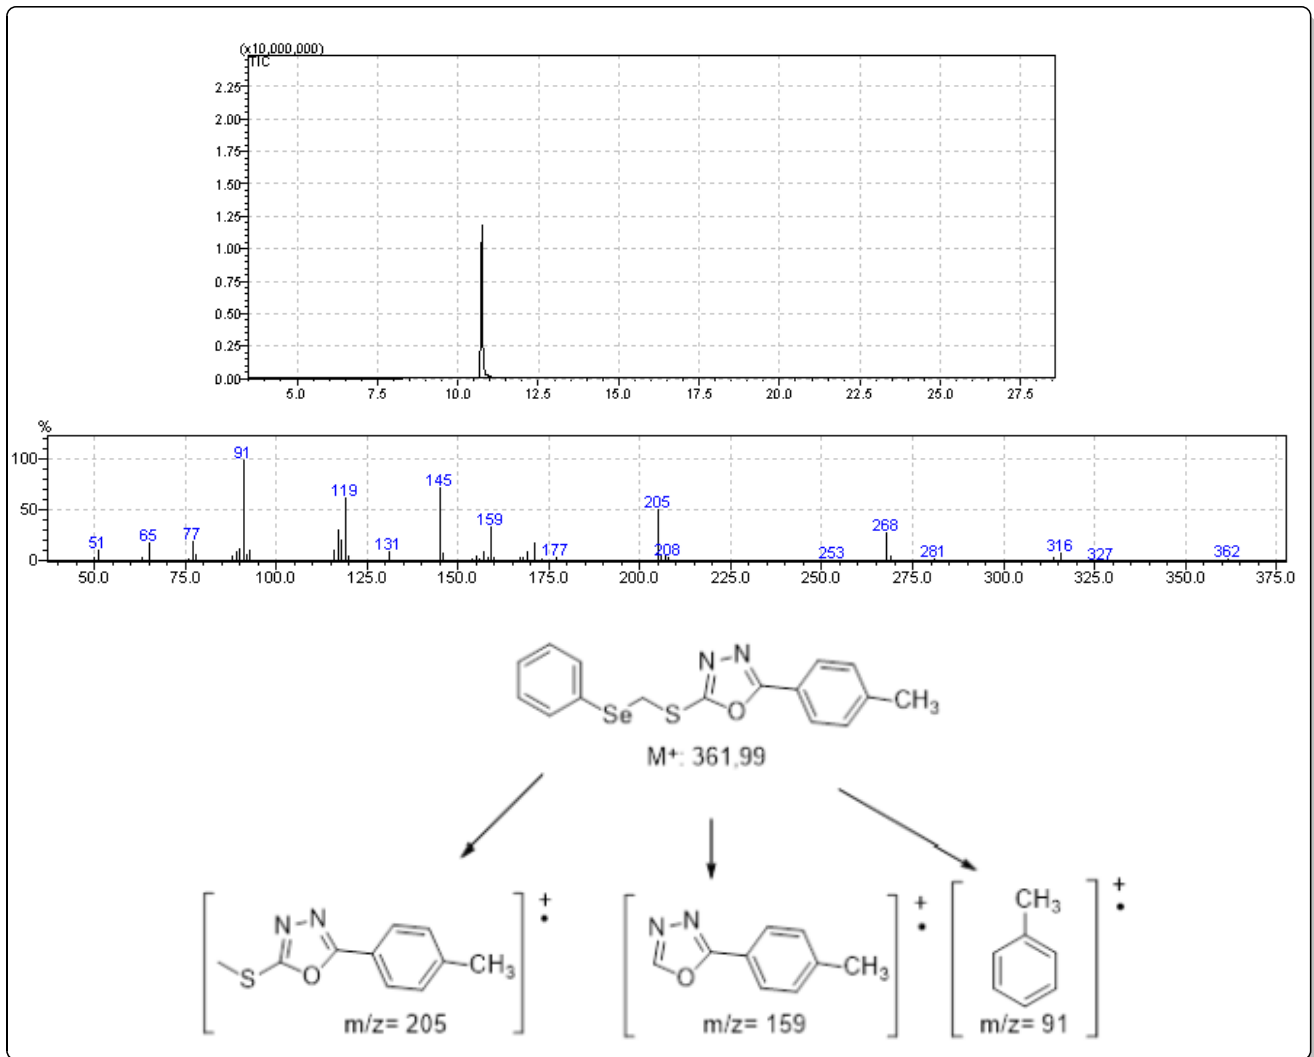 (x10,000,000)
TIC
2.25
2.00
1.75
1.50
1.25
1.00
0.75
0.50
0.25
0.00
5.0 7.5 10.0 12.5 15.0 17.5 20.0 22.5 25.0 27.5
%
100
50
0
51 65 77 91 119 131 145 159 177 205 208 253 268 281 316 327 362
50.0 75.0 100.0 125.0 150.0 175.0 200.0 225.0 250.0 275.0 300.0 325.0 350.0 375.0
N N
Se S O CH3
M+: 361,99
N N
S O CH3
+
•
m/z= 205
N N
O CH3
+
•
m/z= 159
CH3
+
•
m/z= 91